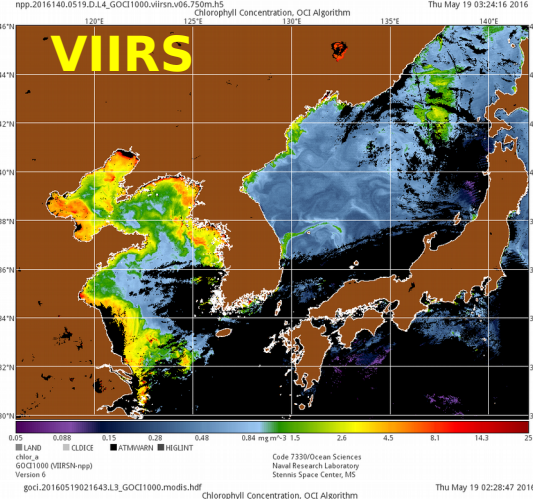 npp.2016140.0519.D.L4_GOCI1000.viirsn.v06.750m.h5 Thu May 19 03:24:16 2016
Chlorophyll Concentration, OCI Algorithm
120°E 125°E 130°E 135°E 140°E
VIIRS
46°N
44°N
42°N
40°N
38°N
36°N
34°N
32°N
30°N
0.05 0.088 0.15 0.28 0.48 0.84 mg m^-3 1.5 2.6 4.5 8.1 14.3 25
LAND CLDICE ATMWARN HIGLINT
chlor_a Code 7330/Ocean Sciences
GOCI1000 (VIIRSN-npp) Naval Research Laboratory
Version 6 Stennis Space Center, MS
goci.20160519021643.L3_GOCI1000.modis.hdf Thu May 19 02:28:47 2016
Chlorophyll Concentration, OCI Algorithm